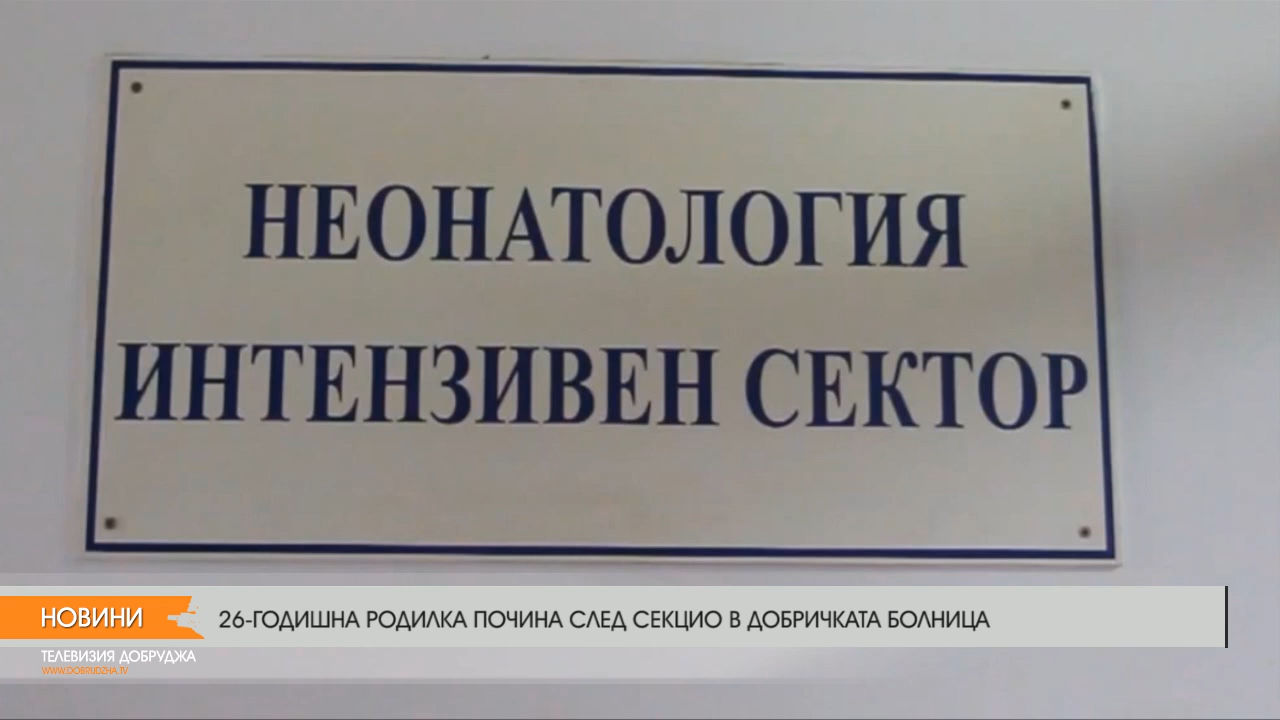 НЕОНАТОЛОГИЯ
ИНТЕНЗИВЕН СЕКТОР
НОВИНИ
26-ГОДИШНА РОДИЛКА ПОЧИНА СЛЕД СЕКЦИО В ДОБРИЧКАТА БОЛНИЦА
ТЕЛЕВИЗИЯ ДОБРУДЖА
WWW.DOBRUDZHA.TV